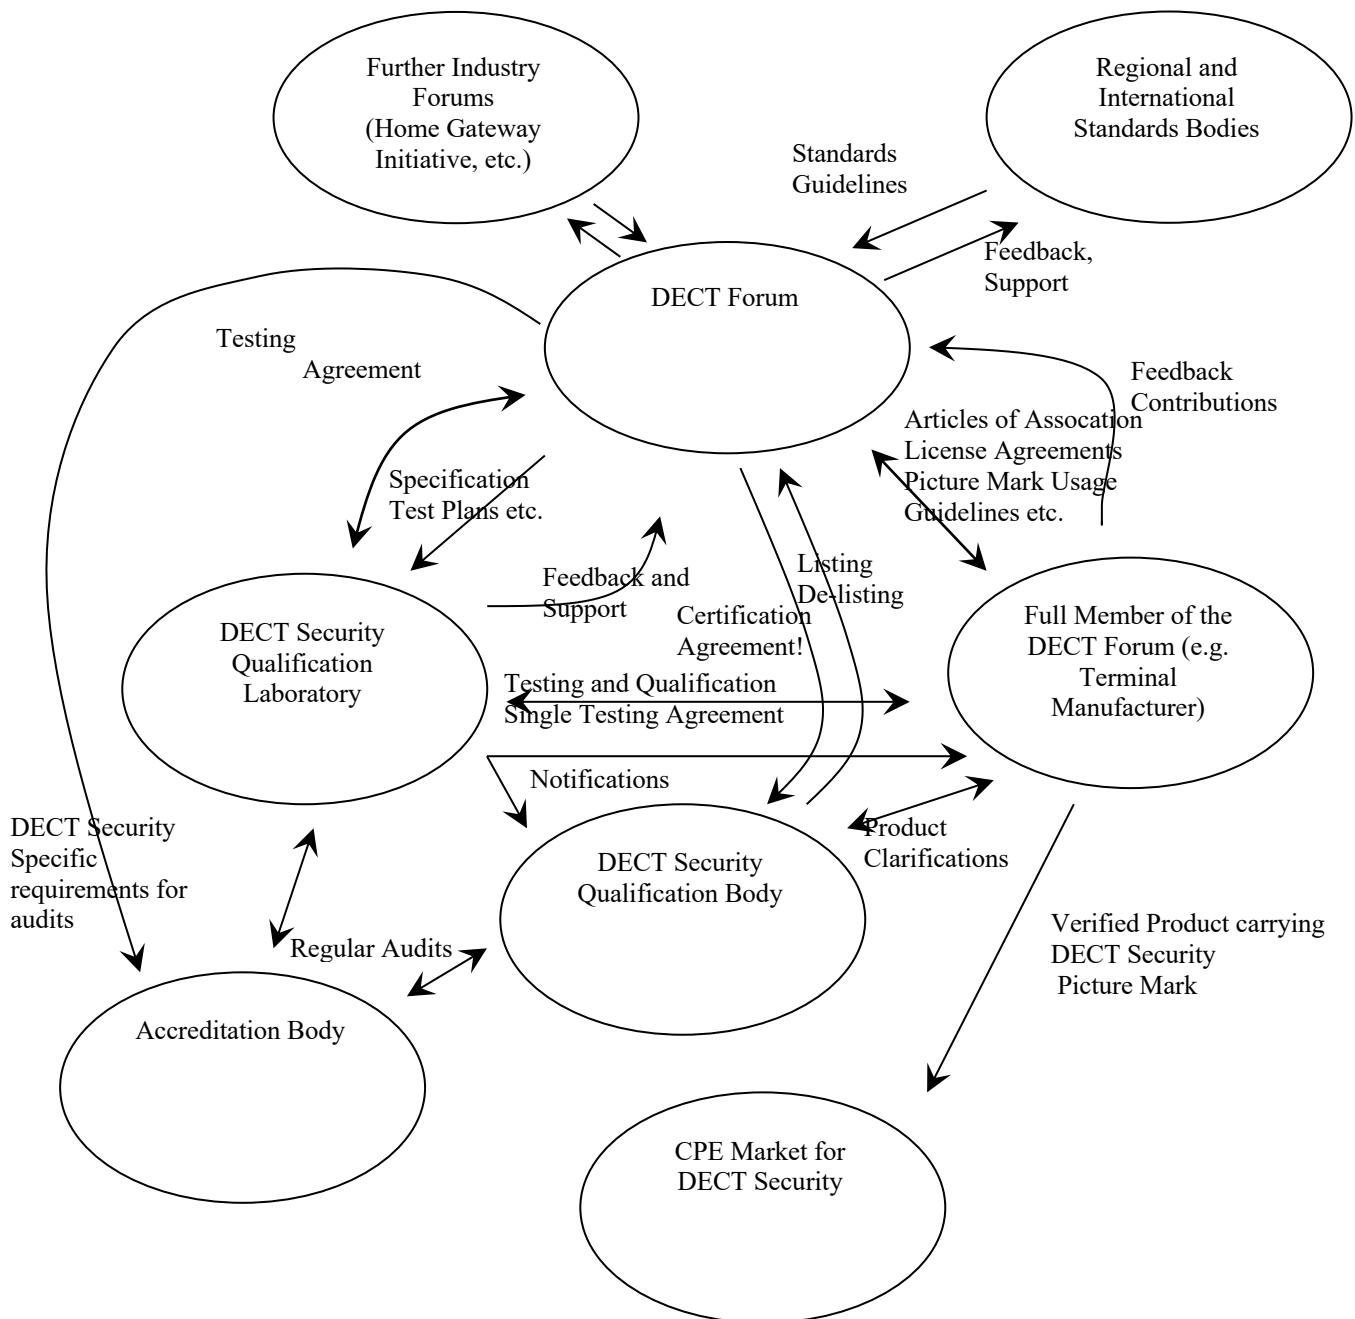 Further Industry
Forums
(Home Gateway
Initiative, etc.)
Regional and
International
Standards Bodies
Standards
Guidelines
Feedback,
Support
DECT Forum
Testing
Agreement
Feedback
Contributions
Articles of Assocation
License Agreements
Picture Mark Usage
Guidelines etc.
Specification
Test Plans etc.
Listing
De-listing
Feedback and
Support
Certification
Agreement!
DECT Security
Qualification
Laboratory
Full Member of the
DECT Forum (e.g.
Terminal
Manufacturer)
Testing and Qualification
Single Testing Agreement
Notifications
DECT Security
Specific
requirements for
audits
Product
Clarifications
DECT Security
Qualification Body
Regular Audits
Verified Product carrying
DECT Security
Picture Mark
Accreditation Body
CPE Market for
DECT Security